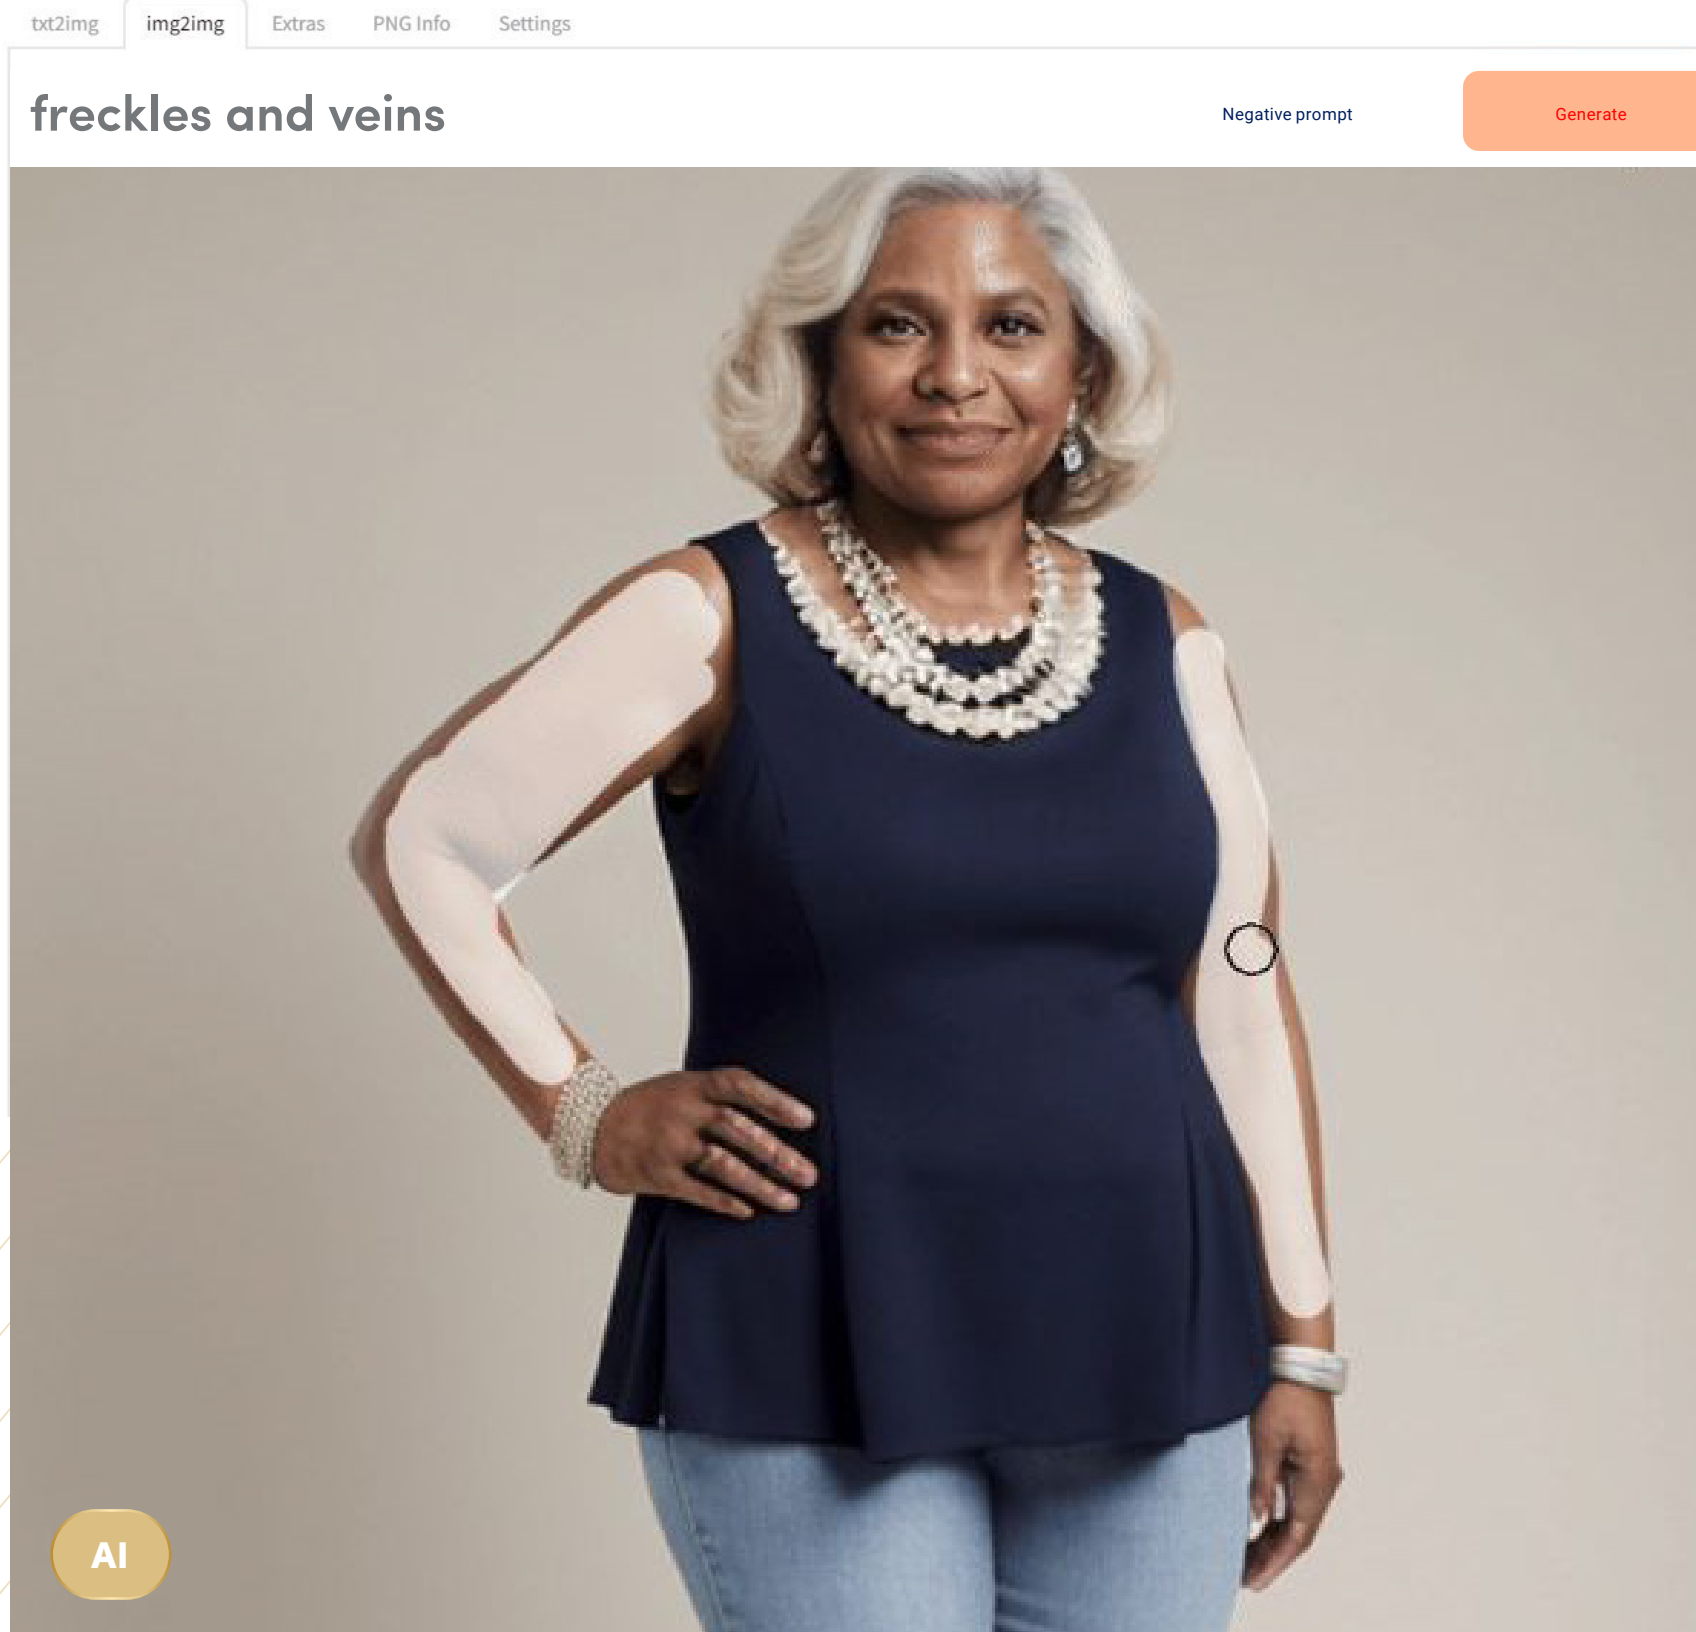 txt2img img2img Extras PNG Info Settings
freckles and veins Negative prompt Generate
AI